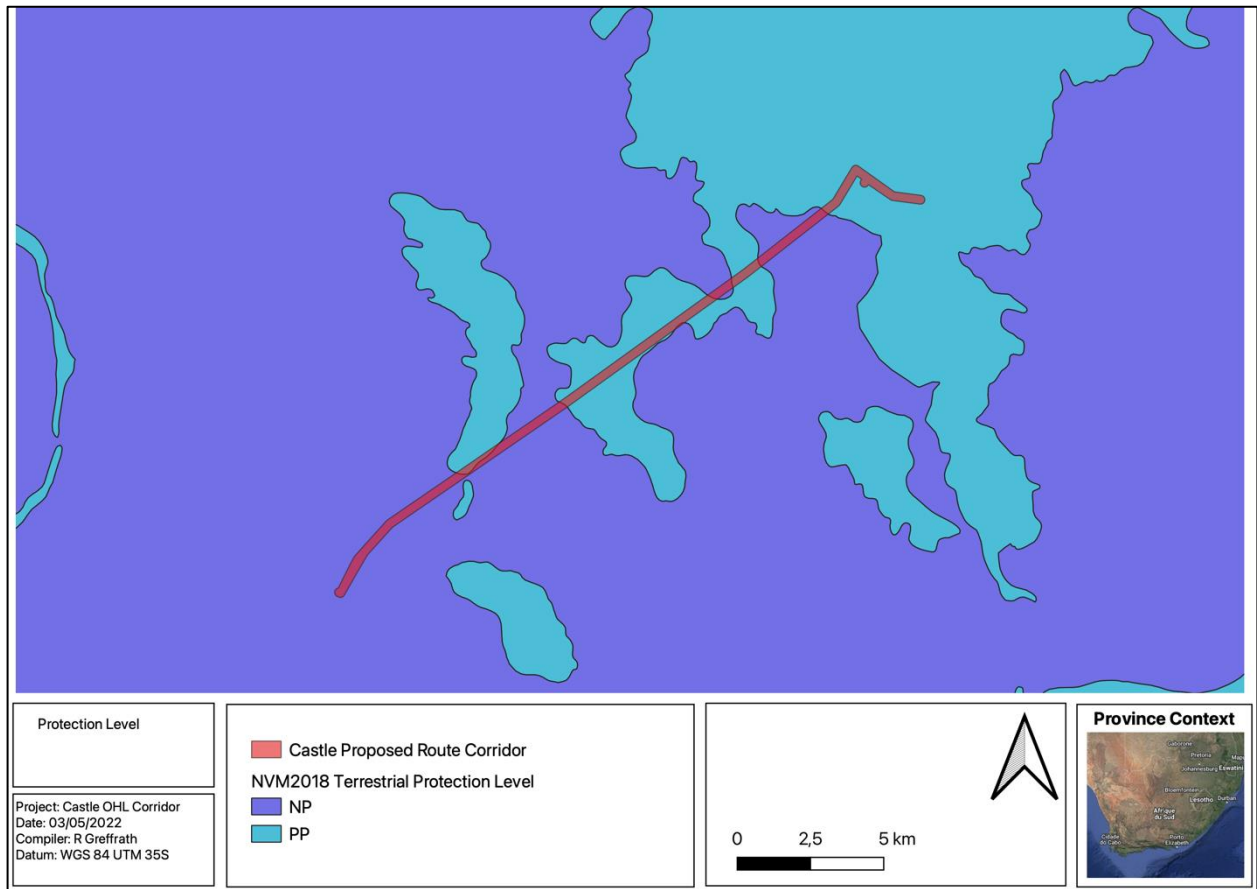 Protection Level
Project: Castle OHL Corridor
Date: 03/05/2022
Compiler: R Greffrath
Datum: WGS 84 UTM 35S
Castle Proposed Route Corridor
NVM2018 Terrestrial Protection Level
NP
PP
0 2,5 5 km
Province Context
Gaborone
Pretoria
Johannesburg
Eswatini
Bloemfontein
Lesotho
Durban
Afrique
du Sud
Porto
Elizabeth